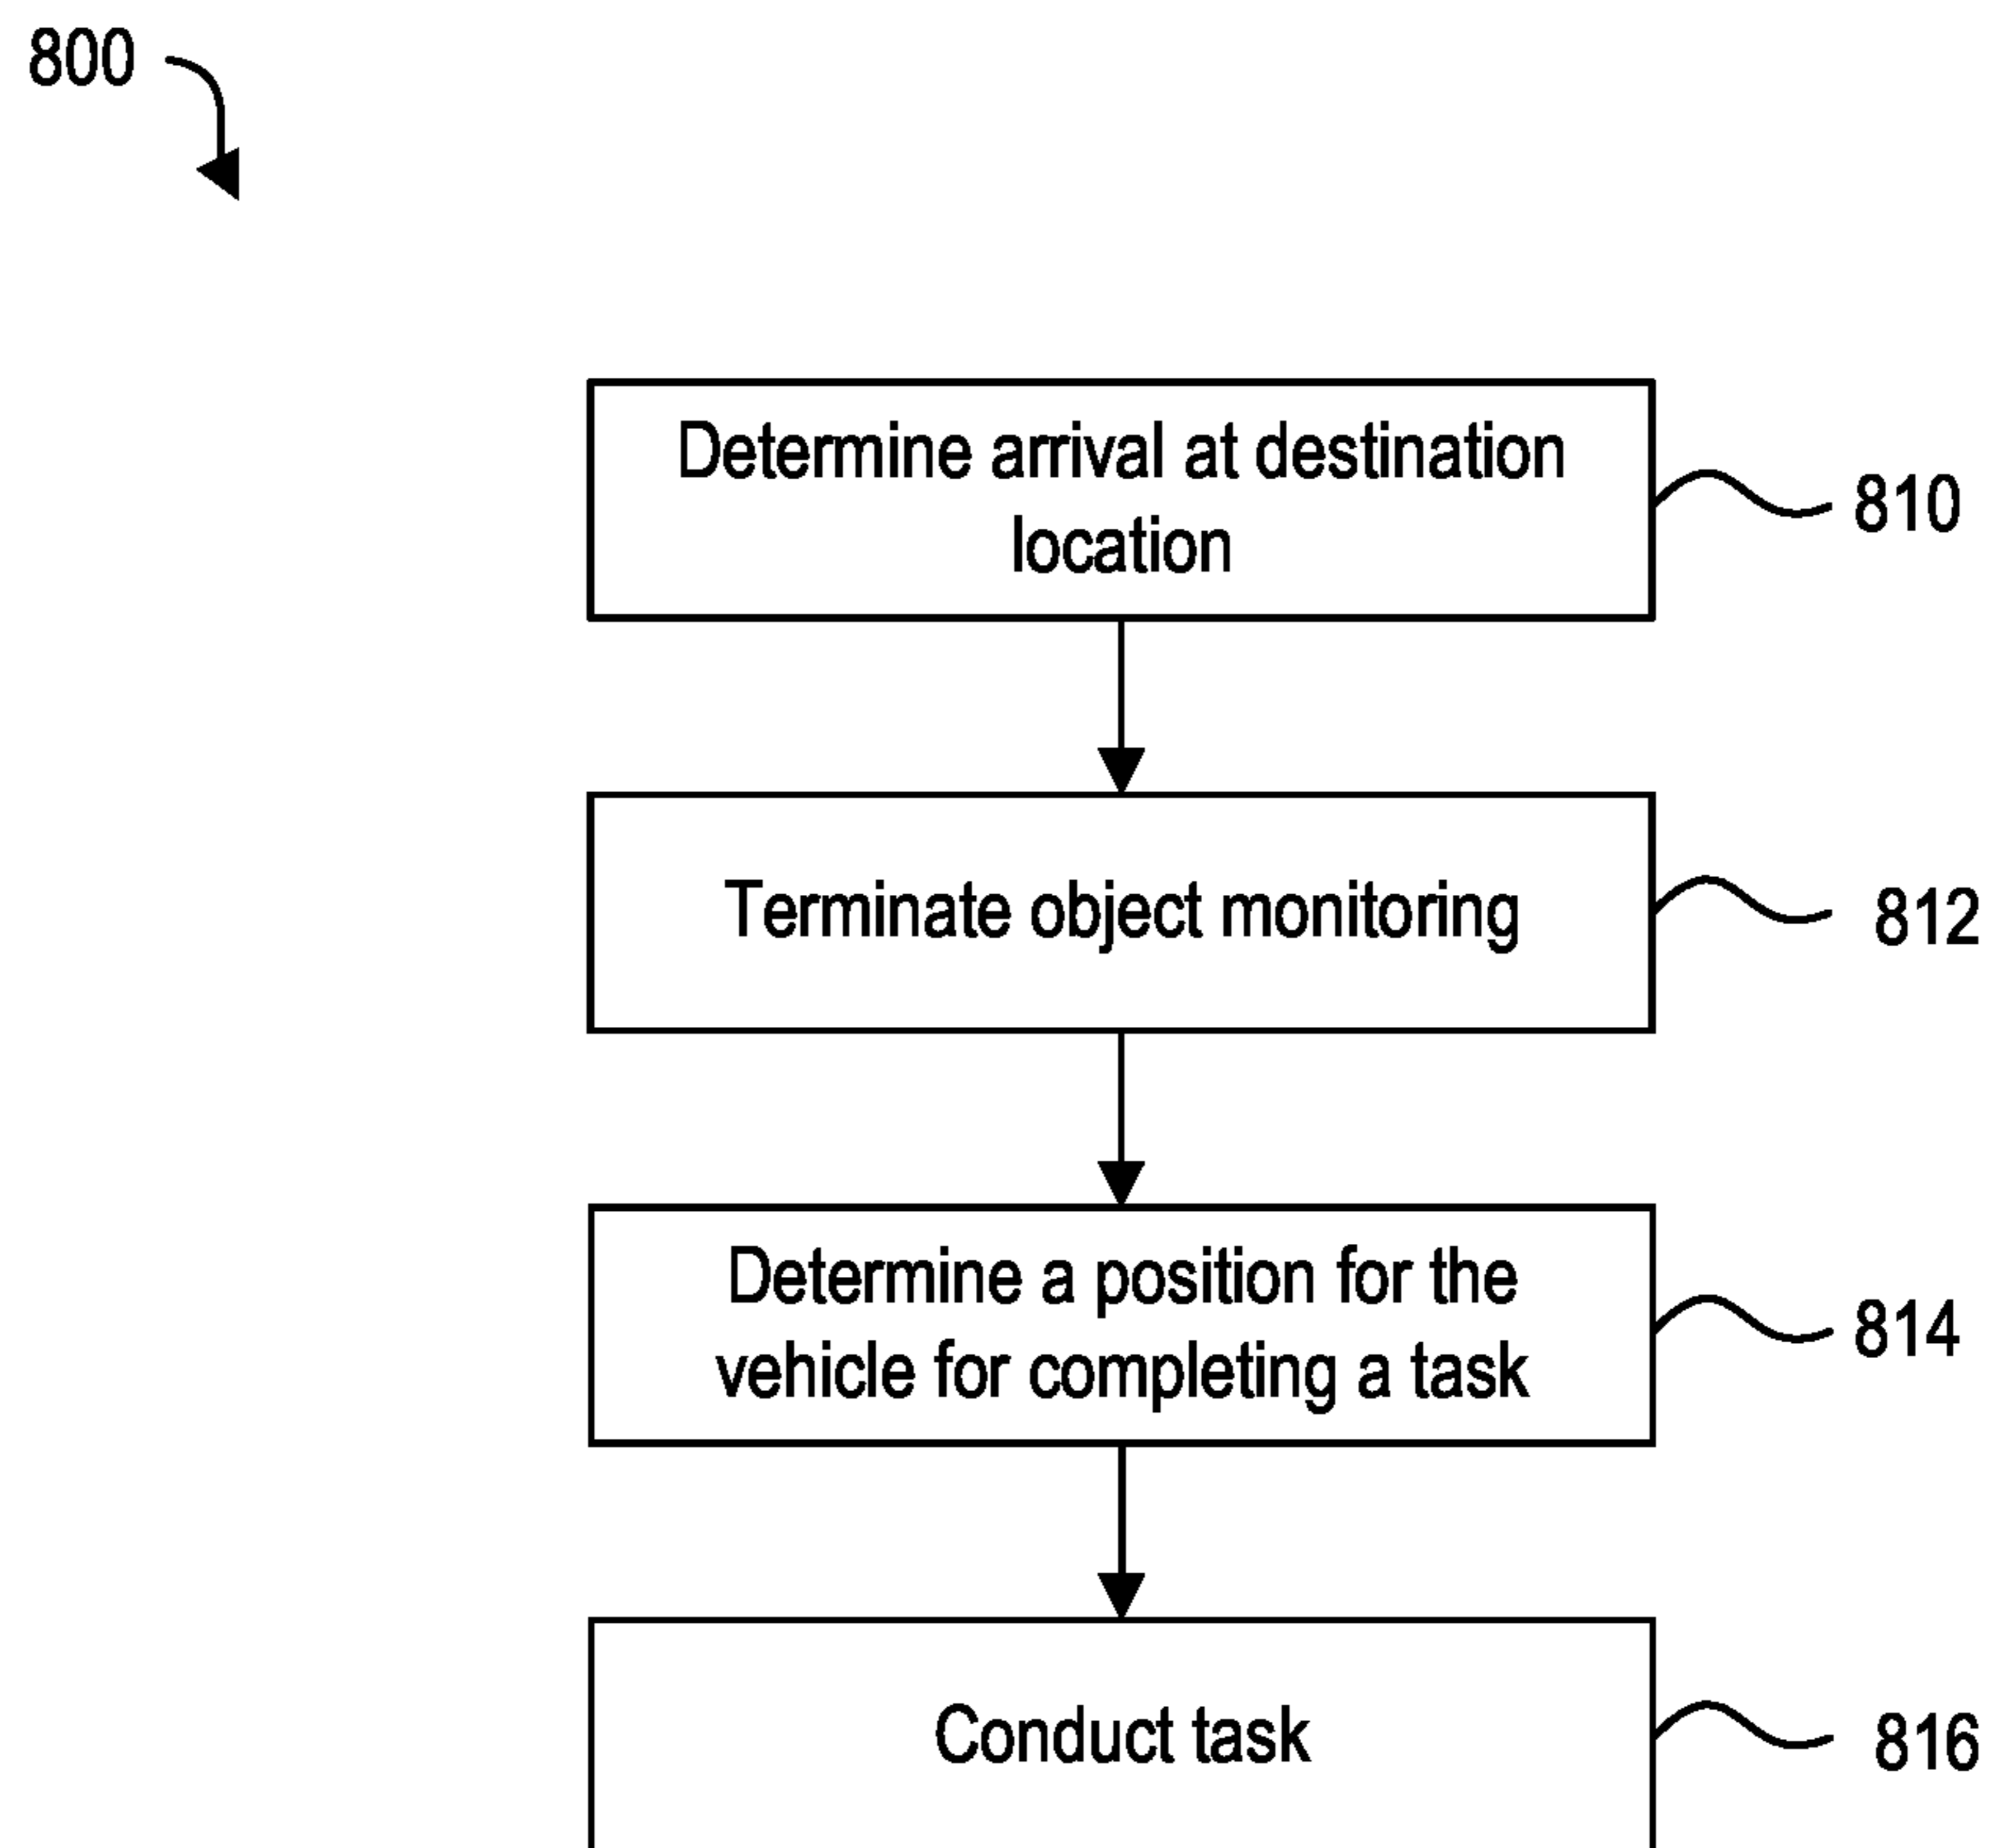 800
Determine arrival at destination
location
810
Terminate object monitoring
812
Determine a position for the
vehicle for completing a task
814
Conduct task
816